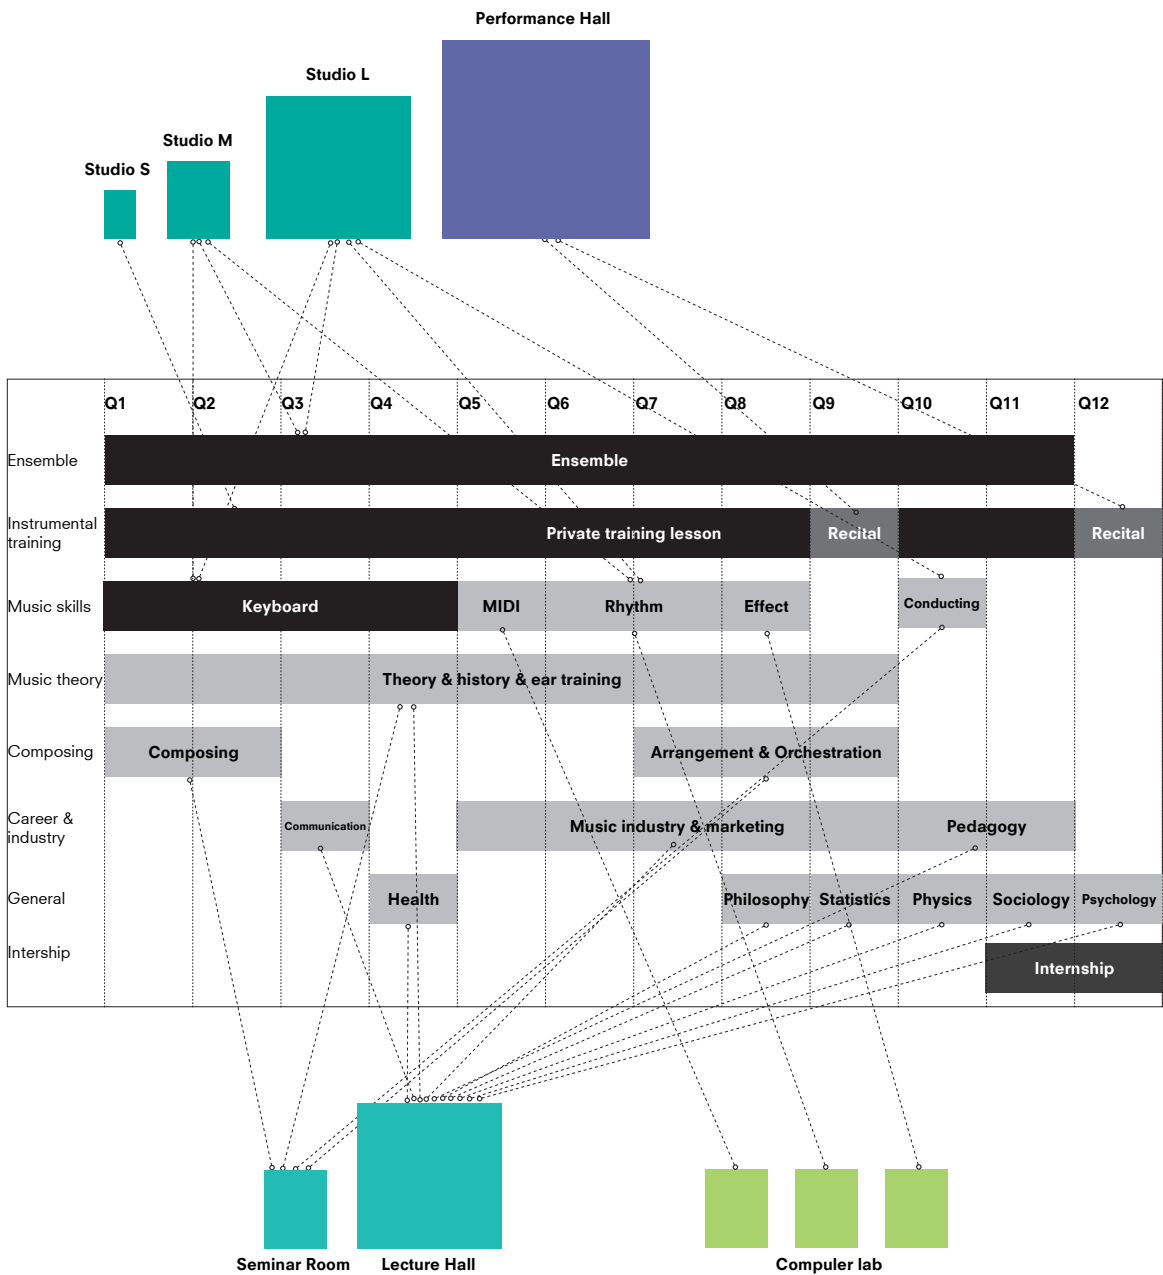 Performance Hall
Studio L
Studio M
Studio S
Q1 Q2 Q3 Q4 Q5 Q6 Q7 Q8 Q9 Q10 Q11 Q12
Ensemble Ensemble
Instrumental
training
Private training lesson Recital Recital
Music skills Keyboard MIDI Rhythm Effect Conducting
Music theory Theory & history & ear training
Composing Composing Arrangement & Orchestration
Career &
industry
Communication Music industry & marketing Pedagogy
General Health Philosophy Statistics Physics Sociology Psychology
Intership Internship
Seminar Room Lecture Hall Compuler lab